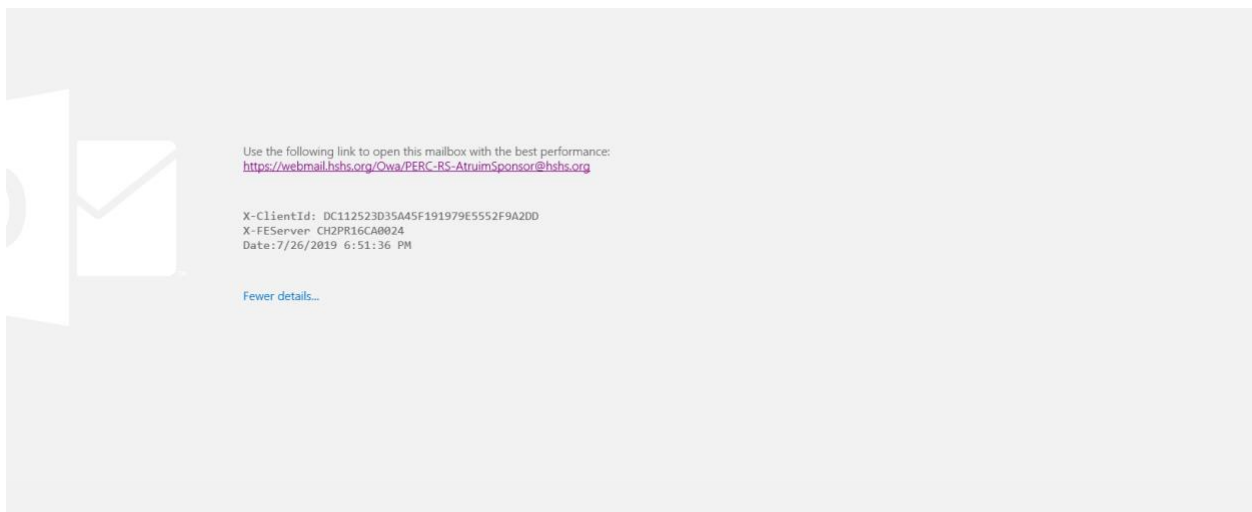 Use the following link to open this mailbox with the best performance:
https://webmail.hshs.org/Owa/PERC-RS-AtruimSponsor@hshs.org
X-ClientId: DC112523D35A45F191979E5552F9A2DD
X-FEServer CH2PR16CA0024
Date:7/26/2019 6:51:36 PM
Fewer details...